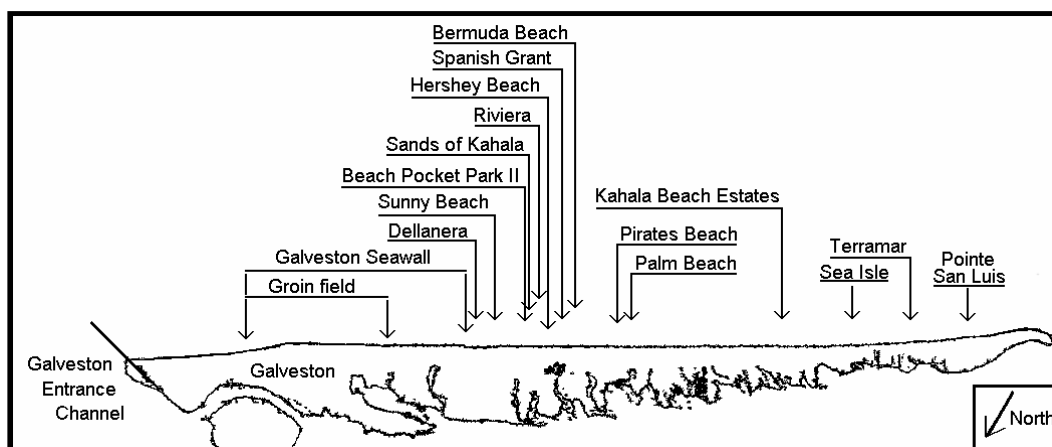 Bermuda Beach
Spanish Grant
Hershey Beach
Riviera
Sands of Kahala
Beach Pocket Park II
Sunny Beach
Kahala Beach Estates
Dellanera
Pirates Beach
Terramar
Pointe
San Luis
Galveston Seawall
Palm Beach
Sea Isle
Groin field
Galveston
Entrance
Channel
Galveston
North